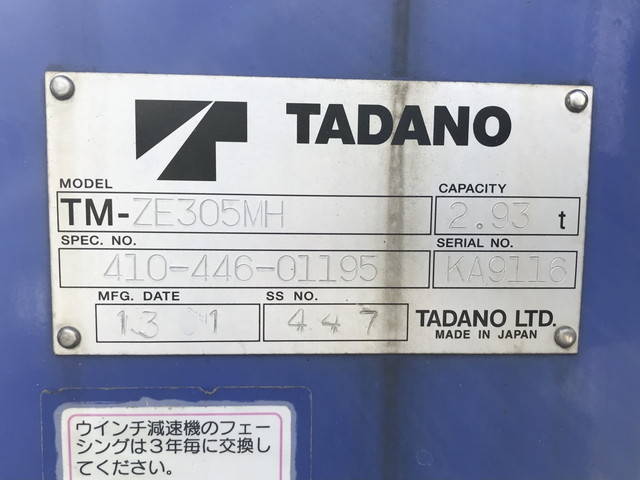 TADANO
MODEL
TM-ZE305MH
CAPACITY
2.93 t
SPEC. NO.
410-446-01195
SERIAL NO.
KA9116
MFG. DATE
13
SS NO.
447
TADANO LTD.
MADE IN JAPAN
ウインチ減速機のフェー
シングは3年毎に交換し
てください。